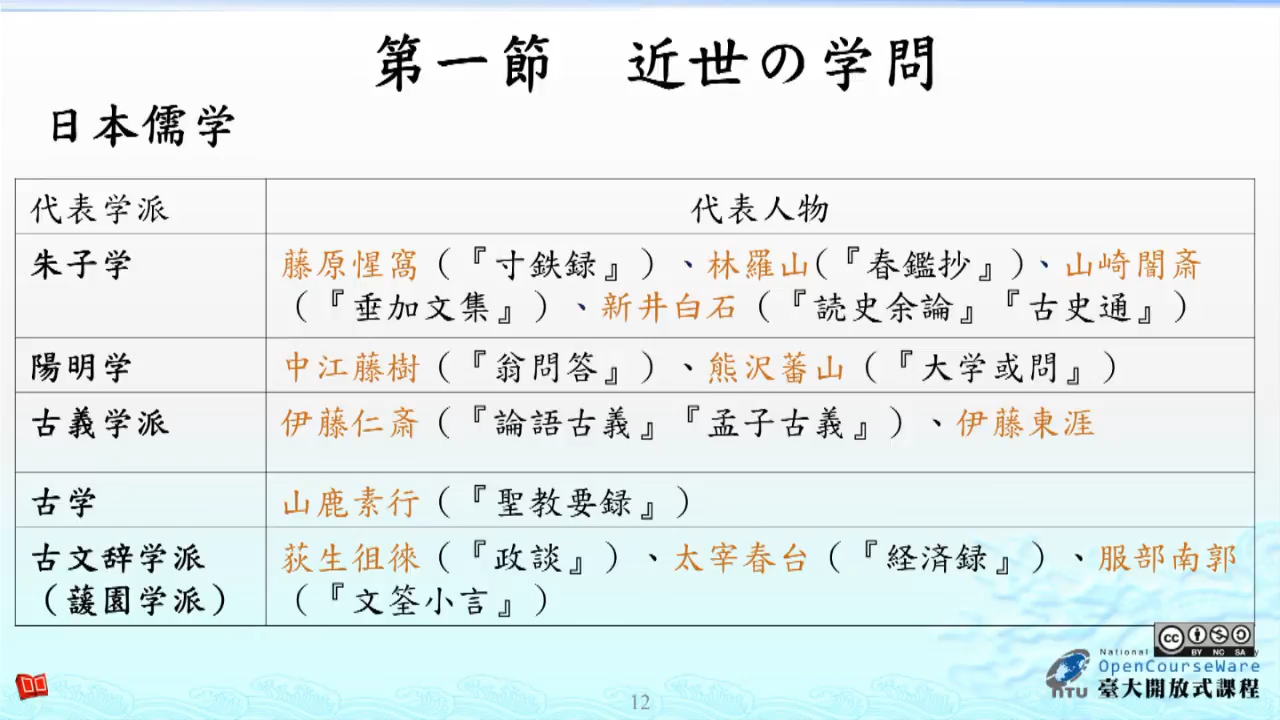 第一節　近世の学問
日本儒学
代表学派
代表人物
朱子学
藤原惺窩（『寸鉄録』）、林羅山(『春鑑抄』)、山崎闇斎
（『垂加文集』）、新井白石（『読史余論』『古史通』）
陽明学
中江藤樹（『翁問答』）、熊沢蕃山（『大学或問』）
古義学派
伊藤仁斎（『論語古義』『孟子古義』）、伊藤東涯
古学
山鹿素行（『聖教要録』）
古文辞学派
（蘐園学派）
荻生徂徠（『政談』）、太宰春台（『経済録』）、服部南郭
（『文筌小言』）
BY NC SA
National
OpenCourseWare
NTU 臺大開放式課程
12